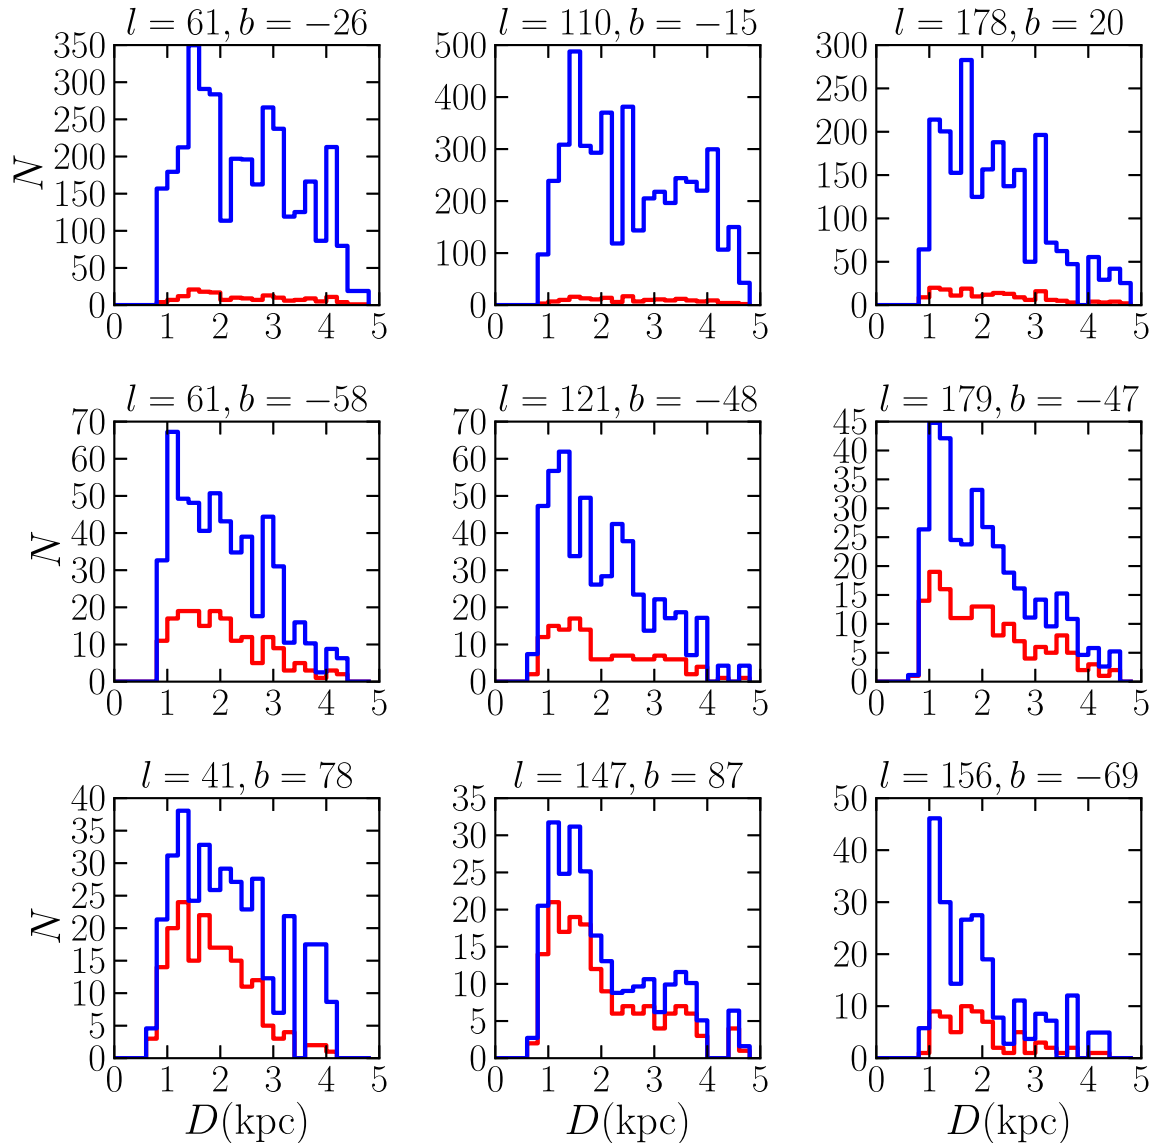 l = 61, b = −26
l = 110, b = −15
l = 178, b = 20
350
300
250
200
150
100
50
0
N
0 1 2 3 4 5
500
400
300
200
100
0
0 1 2 3 4 5
300
250
200
150
100
50
0
0 1 2 3 4 5
l = 61, b = −58
l = 121, b = −48
l = 179, b = −47
70
60
50
40
30
20
10
0
N
0 1 2 3 4 5
70
60
50
40
30
20
10
0
0 1 2 3 4 5
45
40
35
30
25
20
15
10
5
0
0 1 2 3 4 5
l = 41, b = 78
l = 147, b = 87
l = 156, b = −69
40
35
30
25
20
15
10
5
0
N
0 1 2 3 4 5
D(kpc)
35
30
25
20
15
10
5
0
0 1 2 3 4 5
D(kpc)
50
40
30
20
10
0
0 1 2 3 4 5
D(kpc)